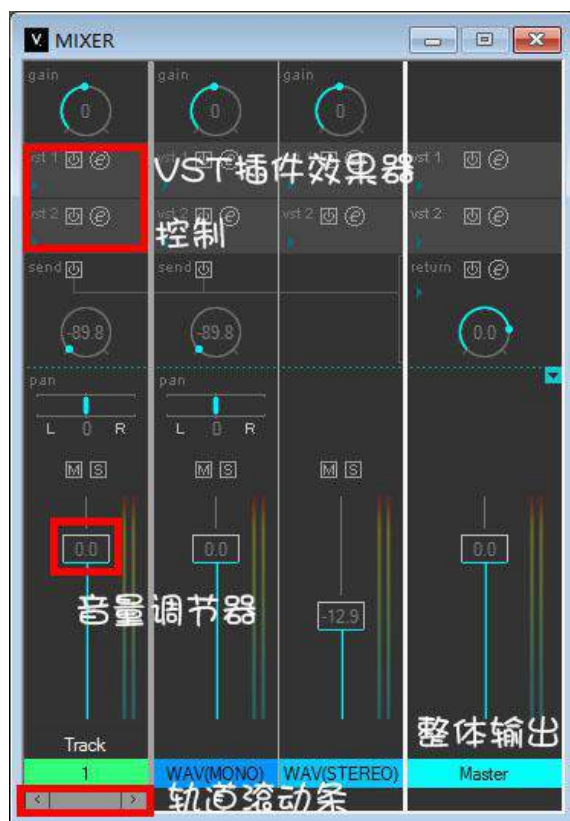 V. MIXER
gain gain gain
0 0 0
vst 1 vst 1
VST插件效果器
vst 2 vst 2 vst 2 vst 2
控制
send send return
-89.8 -89.8 0.0
pan pan
L 0 R L 0 R
M S M S M S
0.0 0.0 0.0
音量调节器
-12.9
整体输出
Track
1 WAV(MONO) WAV(STEREO) Master
轨道滚动条